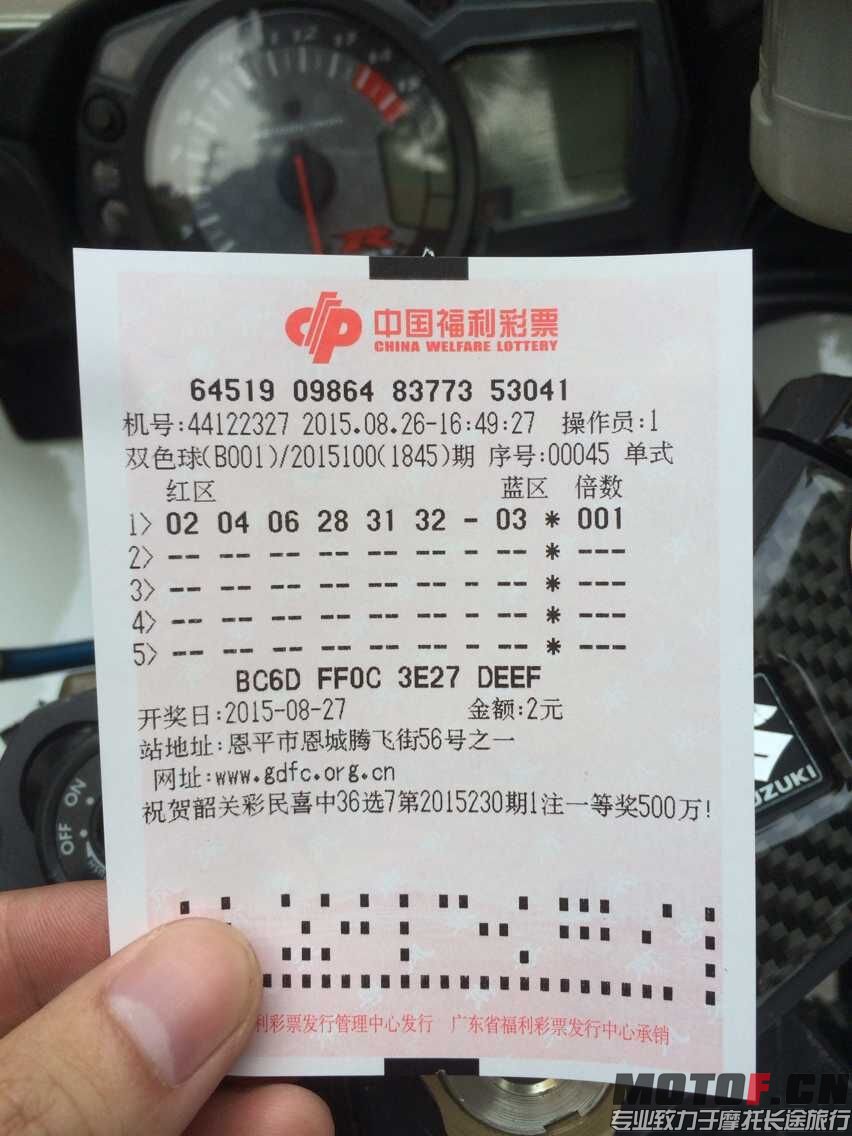 中国福利彩票
CHINA WELFARE LOTTERY
64519 09864 83773 53041
机号:44122327 2015.08.26-16:49:27 操作员:1
双色球(B001)/2015100(1845)期 序号:00045 单式
红区 蓝区 倍数
1> 02 04 06 28 31 32 - 03 * 001
2> -- -- -- -- -- -- - -- * ---
3> -- -- -- -- -- -- - -- * ---
4> -- -- -- -- -- -- - -- * ---
5> -- -- -- -- -- -- - -- * ---
BC6D FF0C 3E27 DEEF
开奖日:2015-08-27 金额:2元
站地址:恩平市恩城腾飞街56号之一
网址:www.gdfc.org.cn
祝贺韶关彩民喜中36选7第2015230期1注一等奖500万!
利彩票发行管理中心发行 广东省福利彩票发行中心承销
OFF ON
UZUKI
R
MOTOF.CN
专业致力于摩托长途旅行